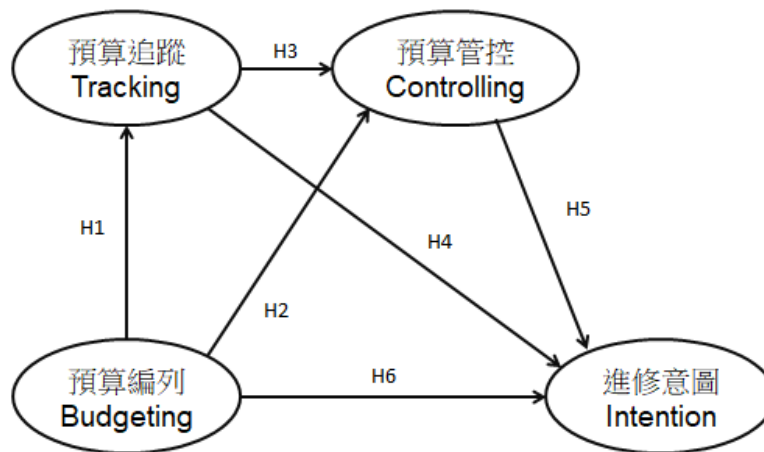 預算追蹤
Tracking
H3
預算管控
Controlling
H1
H2
H4
H5
預算編列
Budgeting
H6
進修意圖
Intention